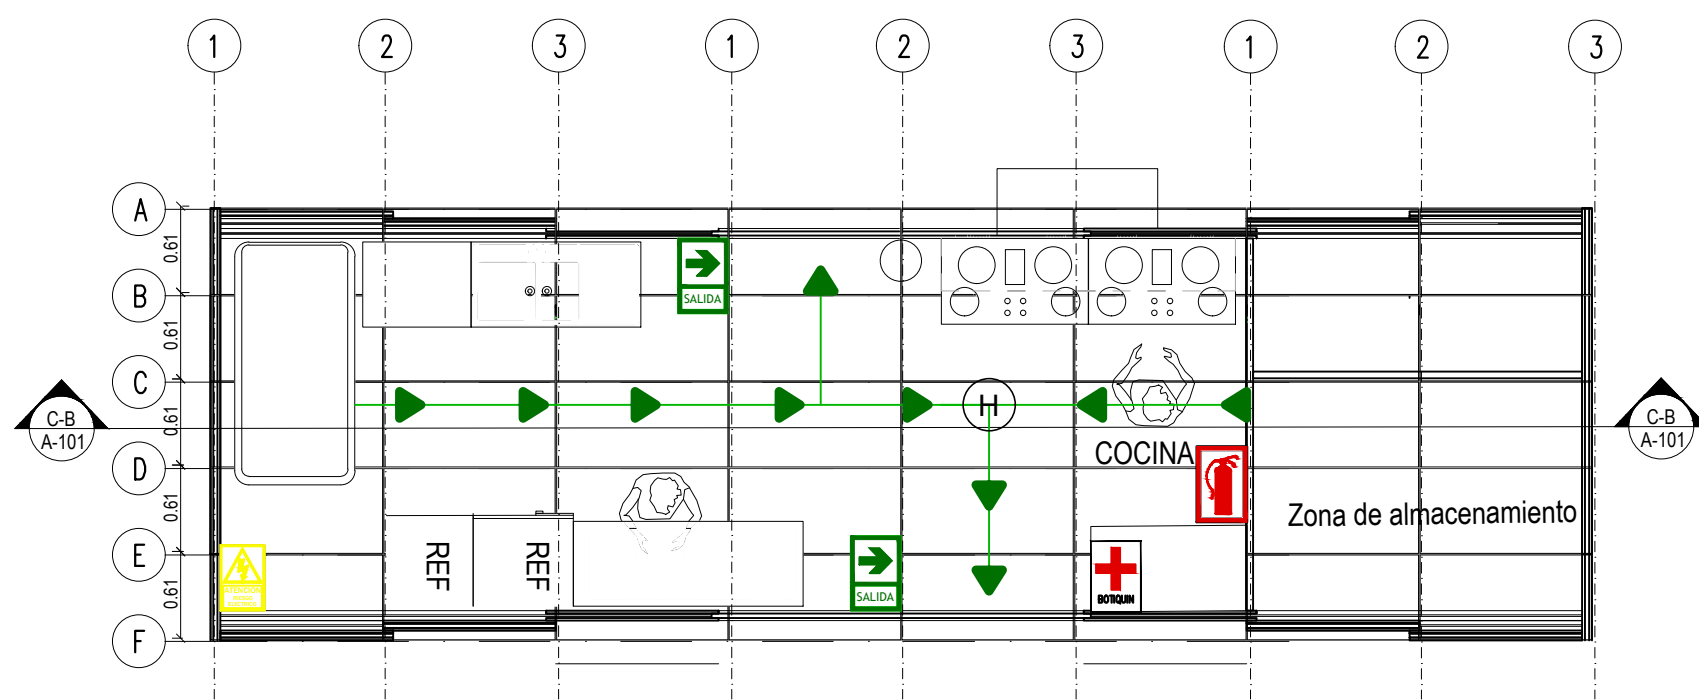 1 2 3 1 2 3 1 2 3
A
0.61
B
SALIDA
0.61
C
C-B
A-101
0.61
H
C-B
A-101
COCINA
D
0.61
Zona de almacenamiento
REF
REF
E
SALIDA
BOTIQUIN
ATENCION
0.61
F